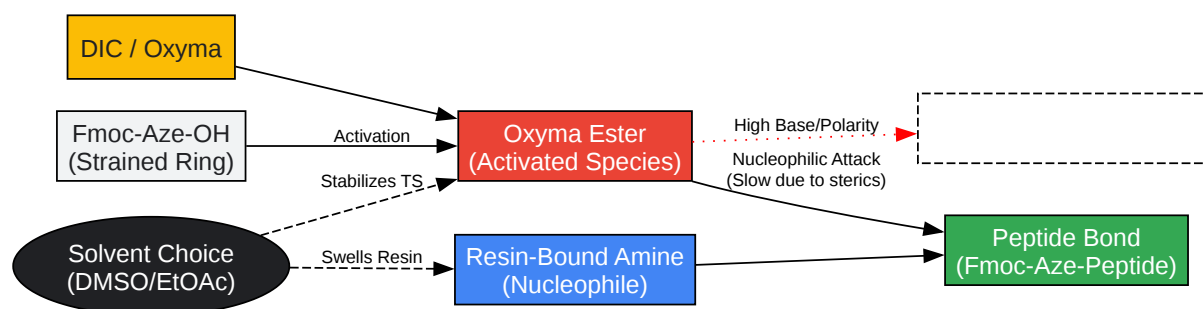 DIC / Oxyma
Fmoc-Aze-OH
(Strained Ring)
Activation
Oxyma Ester
(Activated Species)
High Base/Polarity
Nucleophilic Attack
(Slow due to sterics)
Stabilizes TS
Solvent Choice
(DMSO/EtOAc)
Swells Resin
Resin-Bound Amine
(Nucleophile)
Peptide Bond
(Fmoc-Aze-Peptide)